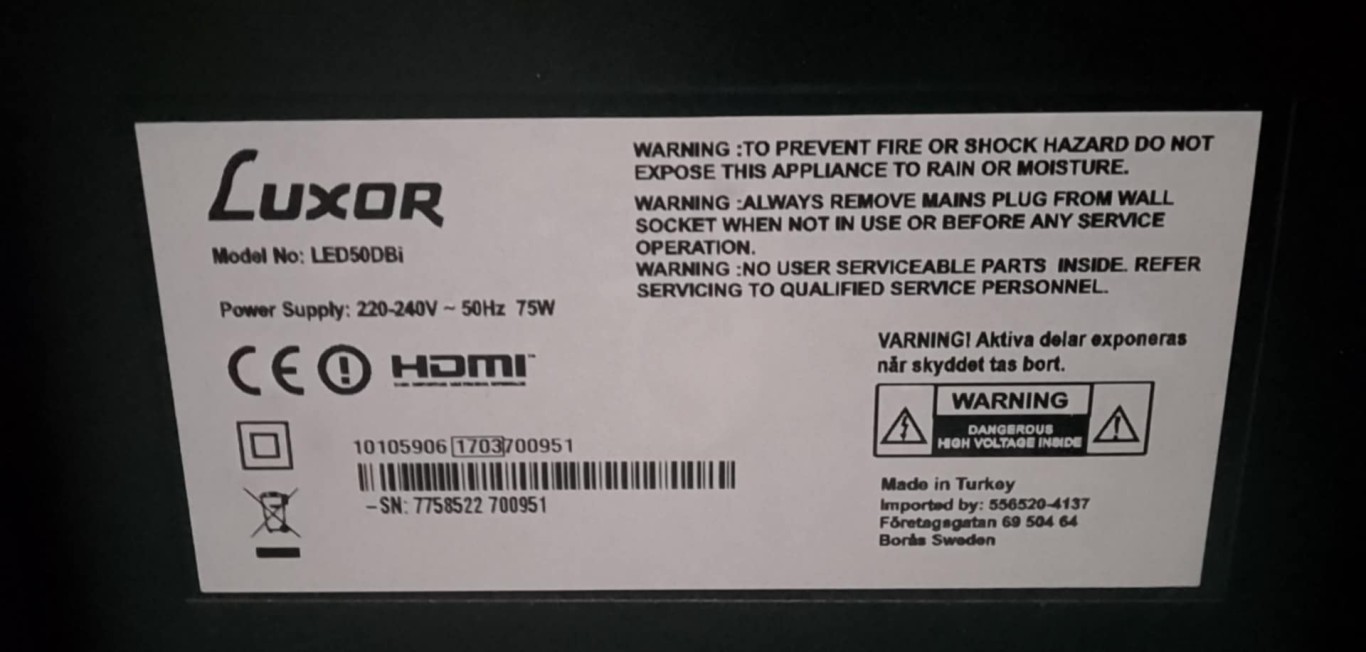 LUXOR
Model No: LED50DBi
Power Supply: 220-240V ~ 50Hz 75W
CE
HDMI™
10105906 1703 700951
-SN: 7758522 700951
WARNING :TO PREVENT FIRE OR SHOCK HAZARD DO NOT
EXPOSE THIS APPLIANCE TO RAIN OR MOISTURE.
WARNING :ALWAYS REMOVE MAINS PLUG FROM WALL
SOCKET WHEN NOT IN USE OR BEFORE ANY SERVICE
OPERATION.
WARNING :NO USER SERVICEABLE PARTS INSIDE. REFER
SERVICING TO QUALIFIED SERVICE PERSONNEL.
VARNING! Aktiva delar exponeras
når skyddet tas bort.
WARNING
DANGEROUS
HIGH VOLTAGE INSIDE
Made in Turkey
Imported by: 556520-4137
Företagsgatan 69 504 64
Borås Sweden